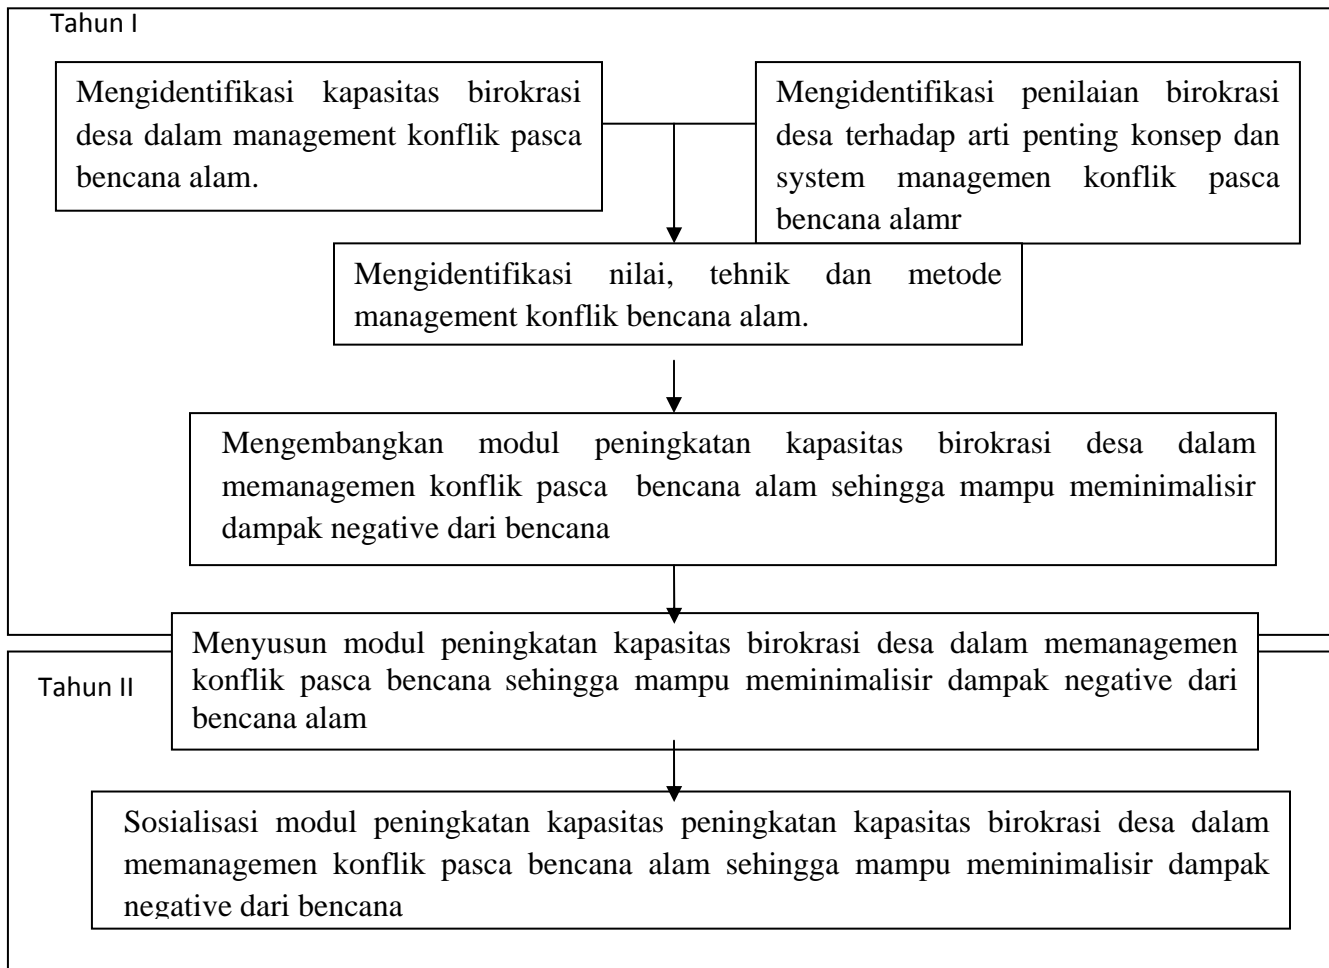 Tahun I
Mengidentifikasi kapasitas birokrasi
desa dalam management konflik pasca
bencana alam.
Mengidentifikasi penilaian birokrasi
desa terhadap arti penting konsep dan
system managemen konflik pasca
bencana alamr
Mengidentifikasi nilai, tehnik dan metode
management konflik bencana alam.
Mengembangkan modul peningkatan kapasitas birokrasi desa dalam
memanagemen konflik pasca bencana alam sehingga mampu meminimalisir
dampak negative dari bencana
Menyusun modul peningkatan kapasitas birokrasi desa dalam memanagemen
konflik pasca bencana sehingga mampu meminimalisir dampak negative dari
bencana alam
Tahun II
Sosialisasi modul peningkatan kapasitas peningkatan kapasitas birokrasi desa dalam
memanagemen konflik pasca bencana alam sehingga mampu meminimalisir dampak
negative dari bencana